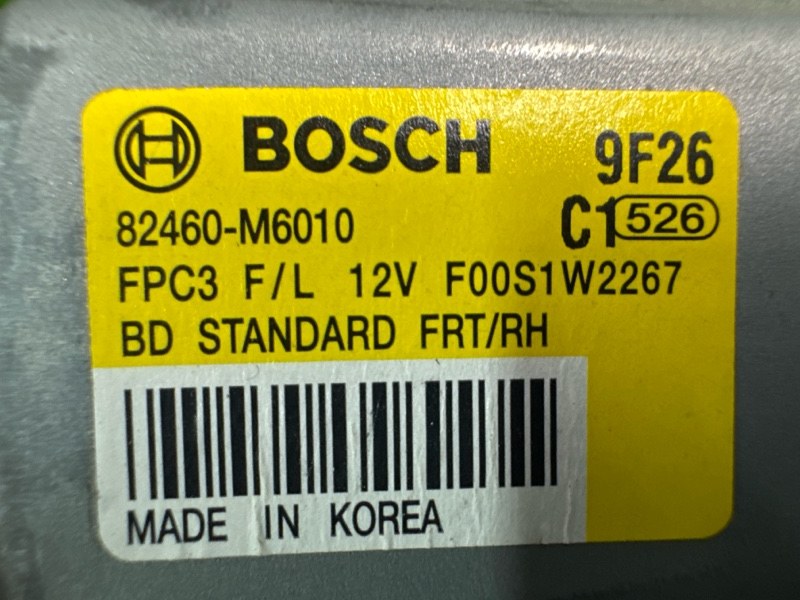 BOSCH 9F26
82460-M6010 C1 526
FPC3 F/L 12V F00S1W2267
BD STANDARD FRT/RH
MADE IN KOREA